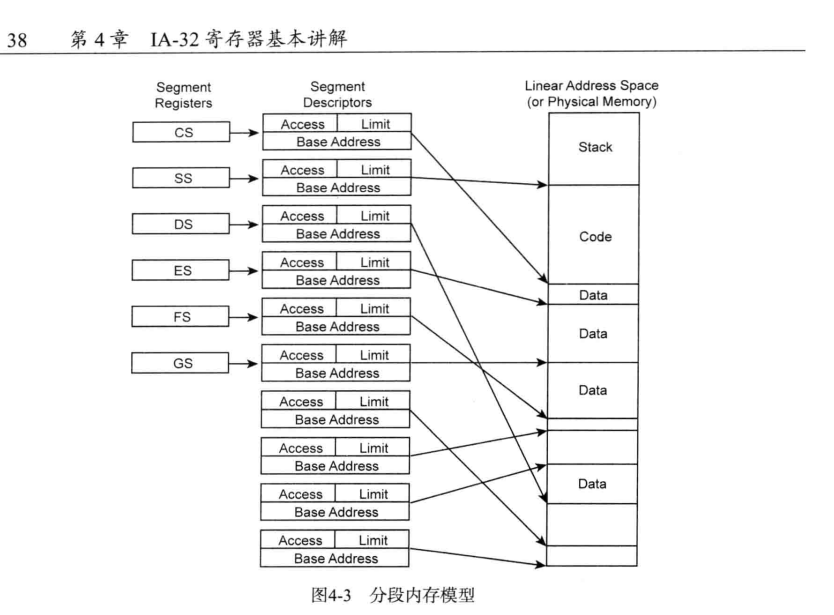 38 第 4 章 IA-32 寄存器基本讲解
Segment Registers
Segment Descriptors
Linear Address Space (or Physical Memory)
CS
Access Limit
Base Address
Stack
SS
Access Limit
Base Address
DS
Access Limit
Base Address
Code
ES
Access Limit
Base Address
Data
FS
Access Limit
Base Address
Data
GS
Access Limit
Base Address
Data
Access Limit
Base Address
Access Limit
Base Address
Access Limit
Base Address
Data
Access Limit
Base Address
图4-3 分段内存模型